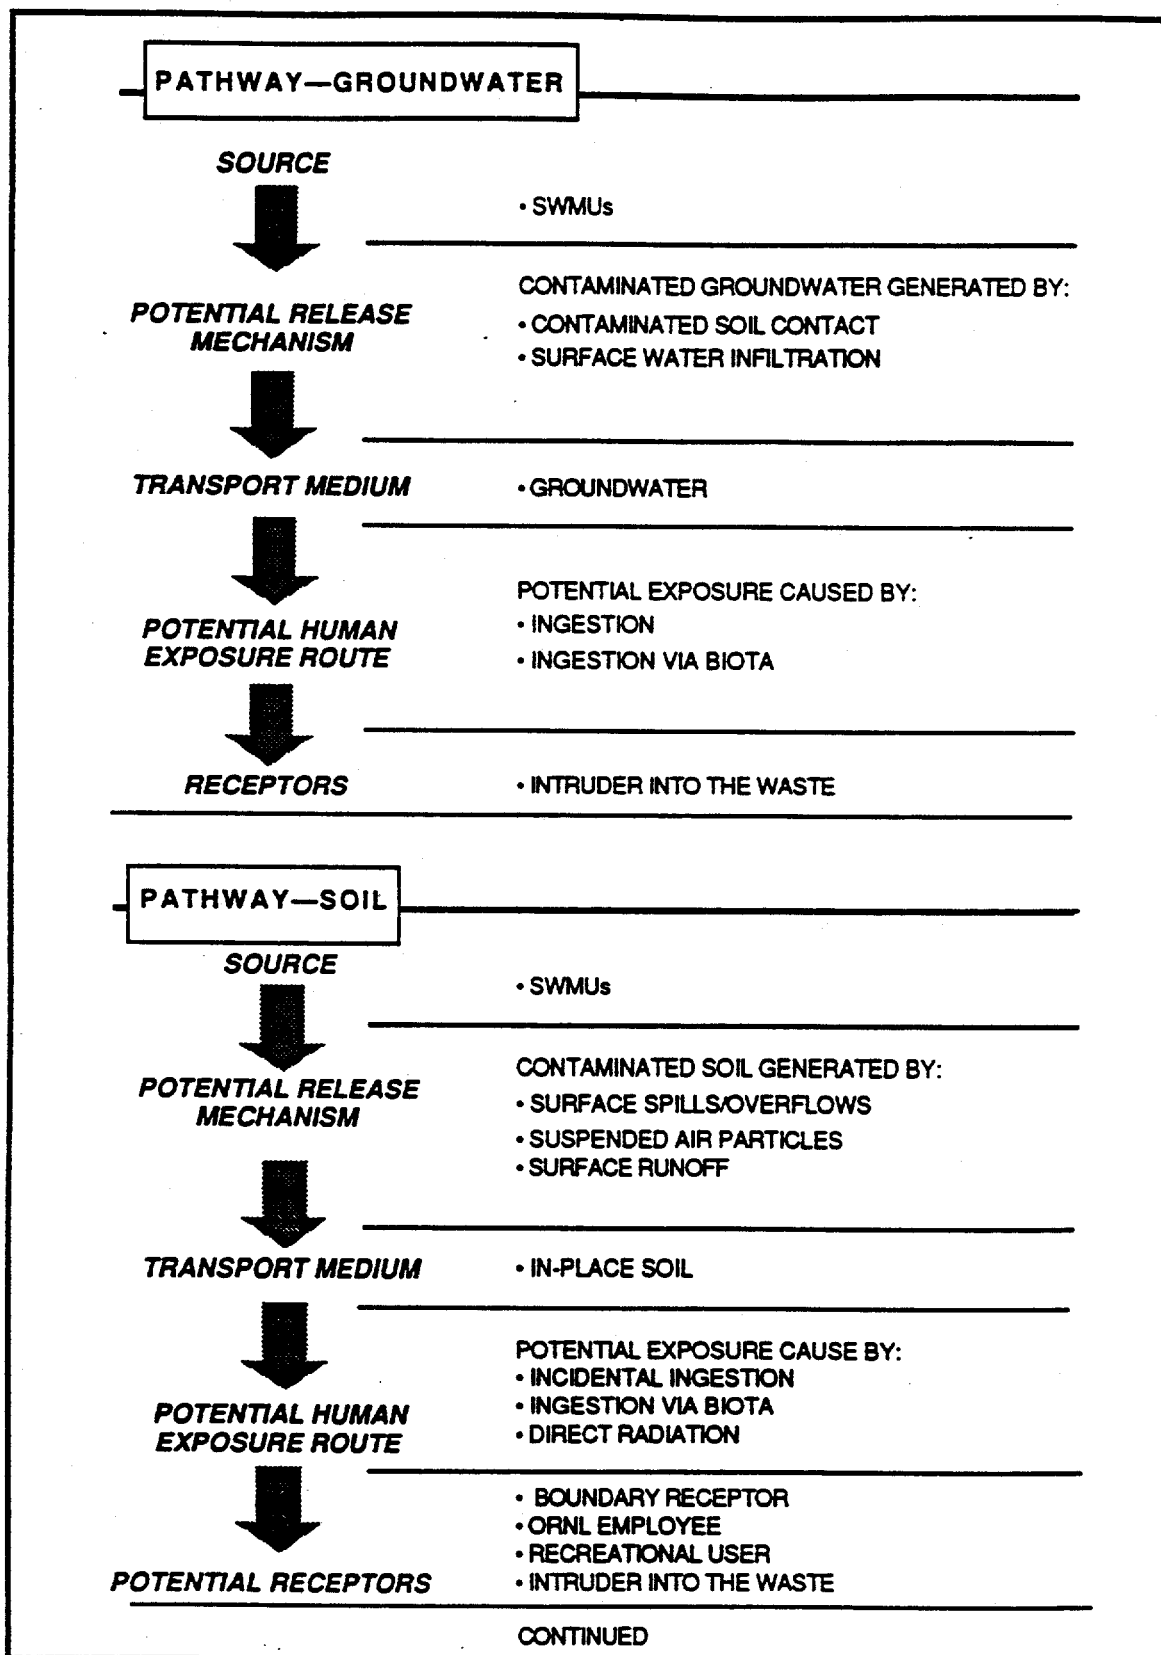 PATHWAY—GROUNDWATER
SOURCE
• SWMUs
POTENTIAL RELEASE
MECHANISM
CONTAMINATED GROUNDWATER GENERATED BY:
• CONTAMINATED SOIL CONTACT
• SURFACE WATER INFILTRATION
TRANSPORT MEDIUM
• GROUNDWATER
POTENTIAL HUMAN
EXPOSURE ROUTE
POTENTIAL EXPOSURE CAUSED BY:
• INGESTION
• INGESTION VIA BIOTA
RECEPTORS
• INTRUDER INTO THE WASTE
PATHWAY—SOIL
SOURCE
• SWMUs
POTENTIAL RELEASE
MECHANISM
CONTAMINATED SOIL GENERATED BY:
• SURFACE SPILLS/OVERFLOWS
• SUSPENDED AIR PARTICLES
• SURFACE RUNOFF
TRANSPORT MEDIUM
• IN-PLACE SOIL
POTENTIAL HUMAN
EXPOSURE ROUTE
POTENTIAL EXPOSURE CAUSE BY:
• INCIDENTAL INGESTION
• INGESTION VIA BIOTA
• DIRECT RADIATION
POTENTIAL RECEPTORS
• BOUNDARY RECEPTOR
• ORNL EMPLOYEE
• RECREATIONAL USER
• INTRUDER INTO THE WASTE
CONTINUED